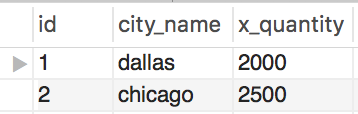 id city_name x_quantity
1 dallas 2000
2 chicago 2500